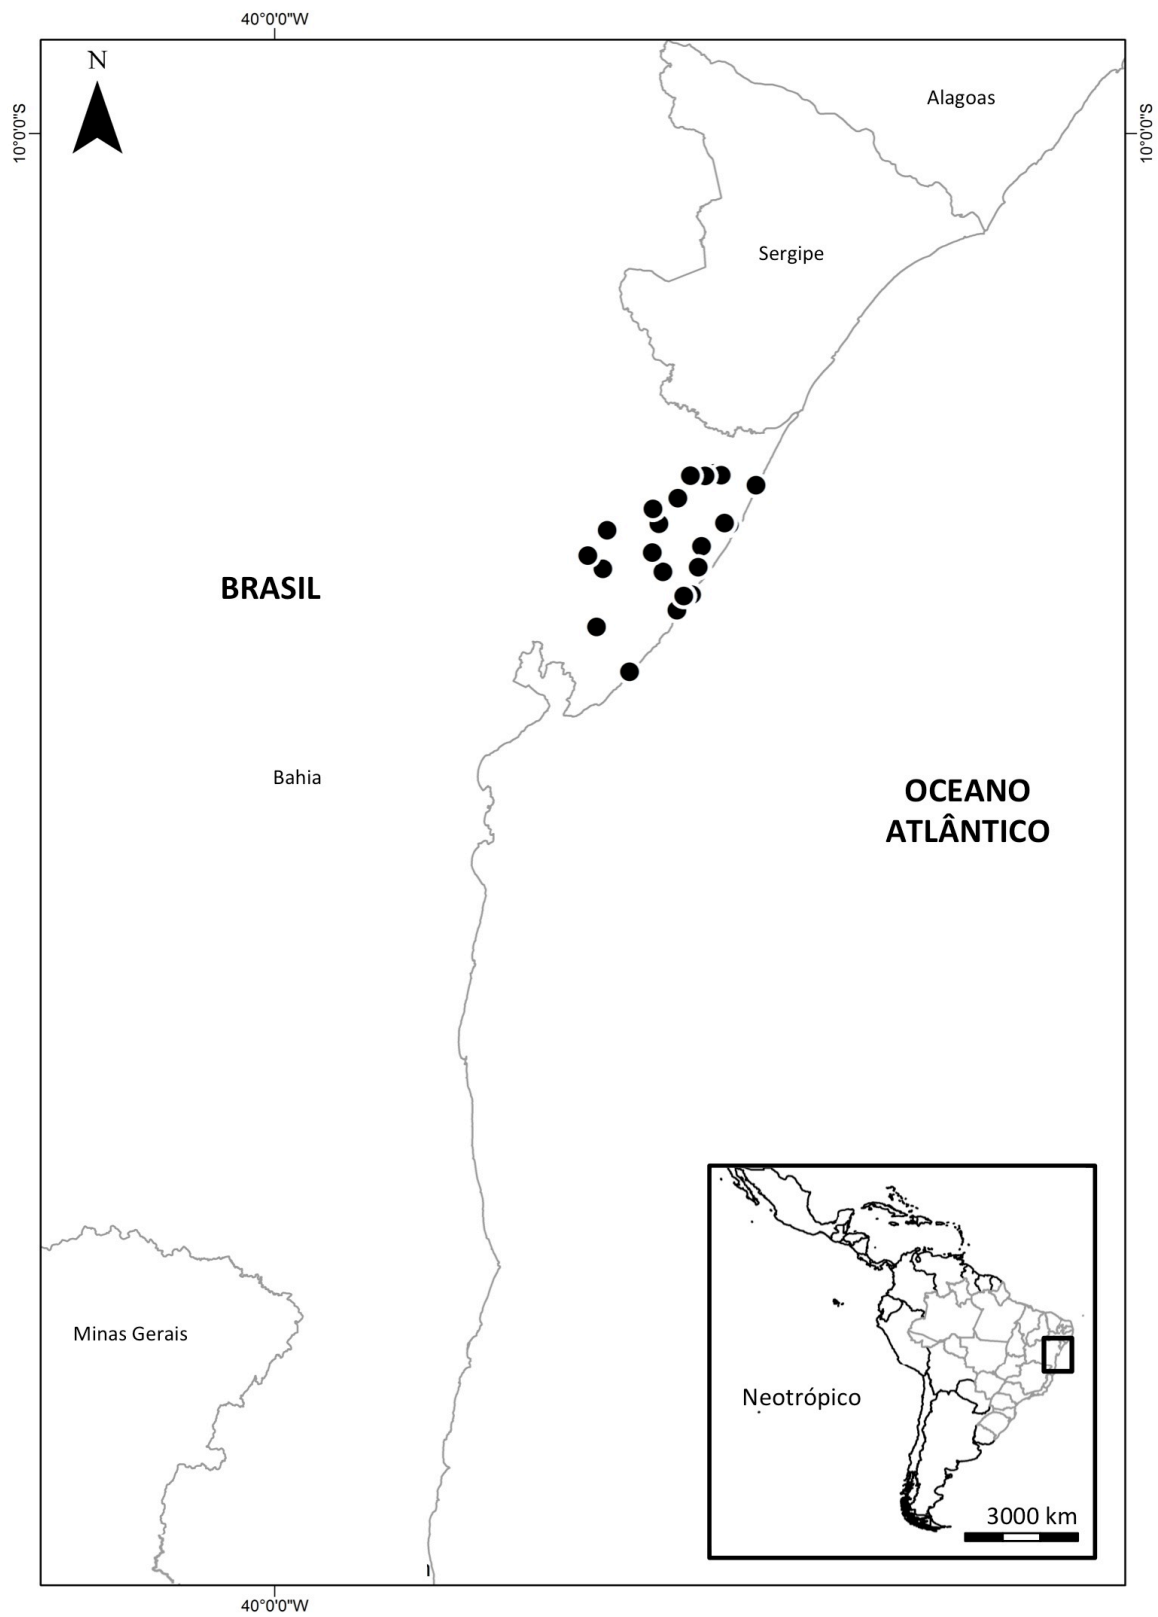 40°0'0"W
N
Alagoas
10°0'0"S
10°0'0"S
Sergipe
BRASIL
Bahia
OCEANO
ATLÂNTICO
Minas Gerais
Neotrópico
3000 km
40°0'0"W